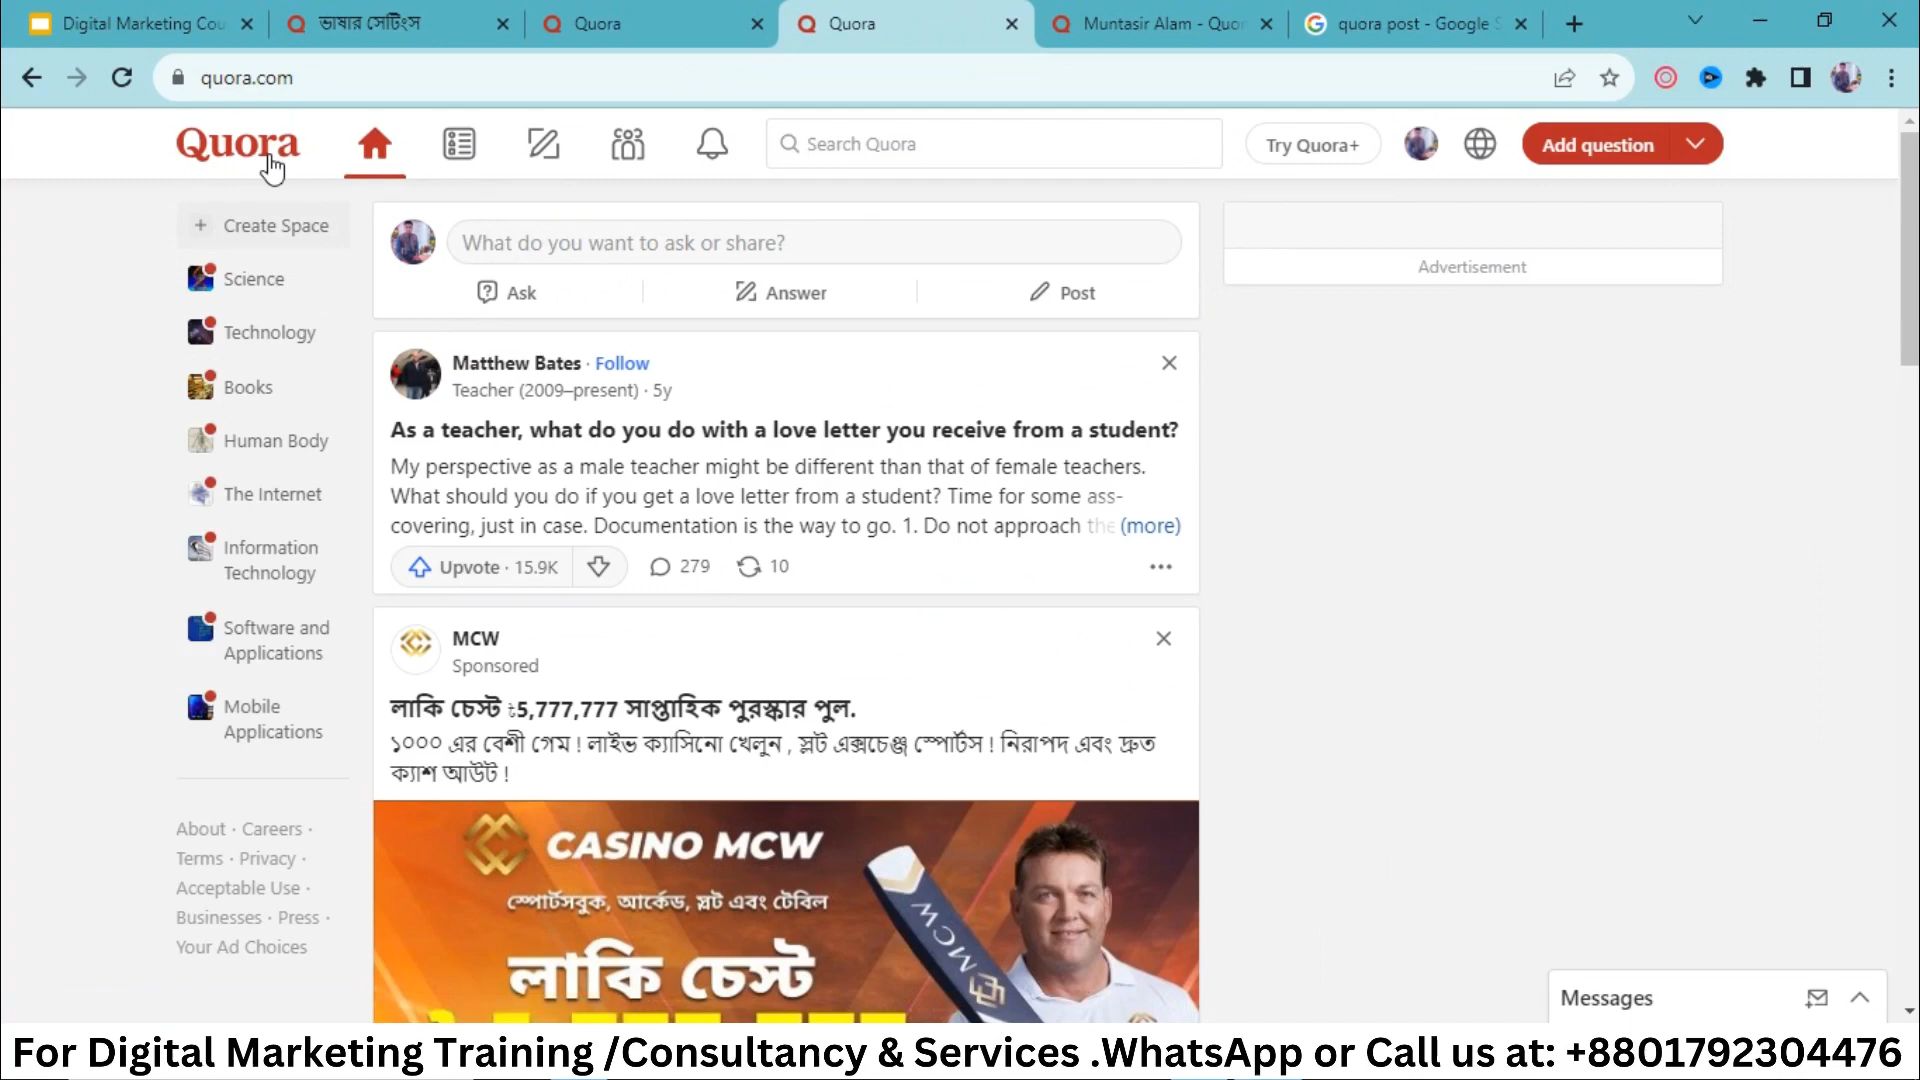 Digital Marketing Cou
ভাষার সেটিংস
Quora
Quora
Muntasir Alam - Quor
quora post - Google S
quora.com
Quora
Search Quora
Try Quora+
Add question
Create Space
Science
Technology
Books
Human Body
The Internet
Information
Technology
Software and
Applications
Mobile
Applications
About · Careers ·
Terms · Privacy ·
Acceptable Use ·
Businesses · Press ·
Your Ad Choices
What do you want to ask or share?
Ask
Answer
Post
Matthew Bates · Follow
Teacher (2009–present) · 5y
As a teacher, what do you do with a love letter you receive from a student?
My perspective as a male teacher might be different than that of female teachers.
What should you do if you get a love letter from a student? Time for some ass-
covering, just in case. Documentation is the way to go. 1. Do not approach the (more)
Upvote · 15.9K
279
10
MCW
Sponsored
লাকি চেস্ট ৳5,777,777 সাপ্তাহিক পুরস্কার পুল.
১০০০ এর বেশী গেম ! লাইভ ক্যাসিনো খেলুন , স্লট এক্সচেঞ্জ স্পোর্টস ! নিরাপদ এবং দ্রুত
ক্যাশ আউট !
CASINO MCW
স্পোর্টসবুক, আর্কেড, স্লট এবং টেবিল
লাকি চেস্ট
MCW
Advertisement
Messages
For Digital Marketing Training /Consultancy & Services .WhatsApp or Call us at: +8801792304476